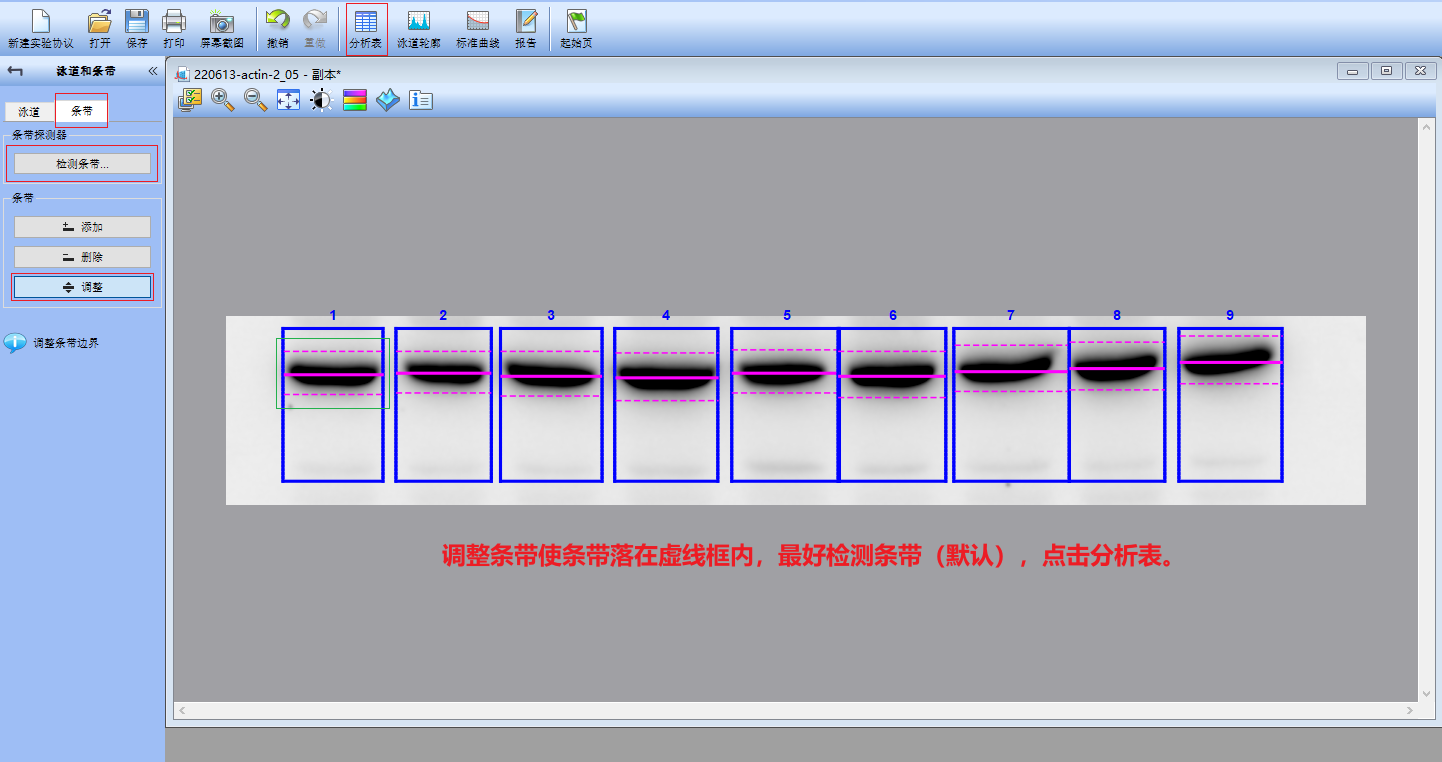 新建实验协议 打开 保存 打印 屏幕截图 撤销 重做 分析表 泳道轮廓 标准曲线 报告 起始页
泳道和条带 «
220613-actin-2_05 - 副本*
泳道 条带
条带探测器
检测条带...
条带
添加
删除
调整
调整条带边界
1 2 3 4 5 6 7 8 9
调整条带使条带落在虚线框内，最好检测条带（默认），点击分析表。